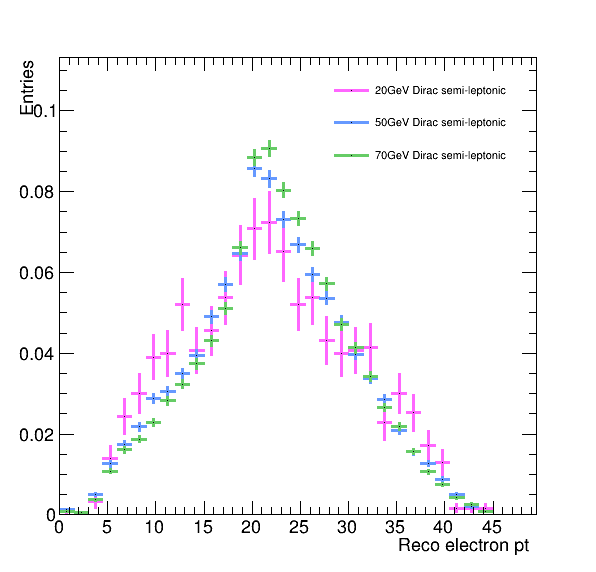 Entries
0.1
0.08
0.06
0.04
0.02
0
20GeV Dirac semi-leptonic
50GeV Dirac semi-leptonic
70GeV Dirac semi-leptonic
0 5 10 15 20 25 30 35 40 45
Reco electron pt